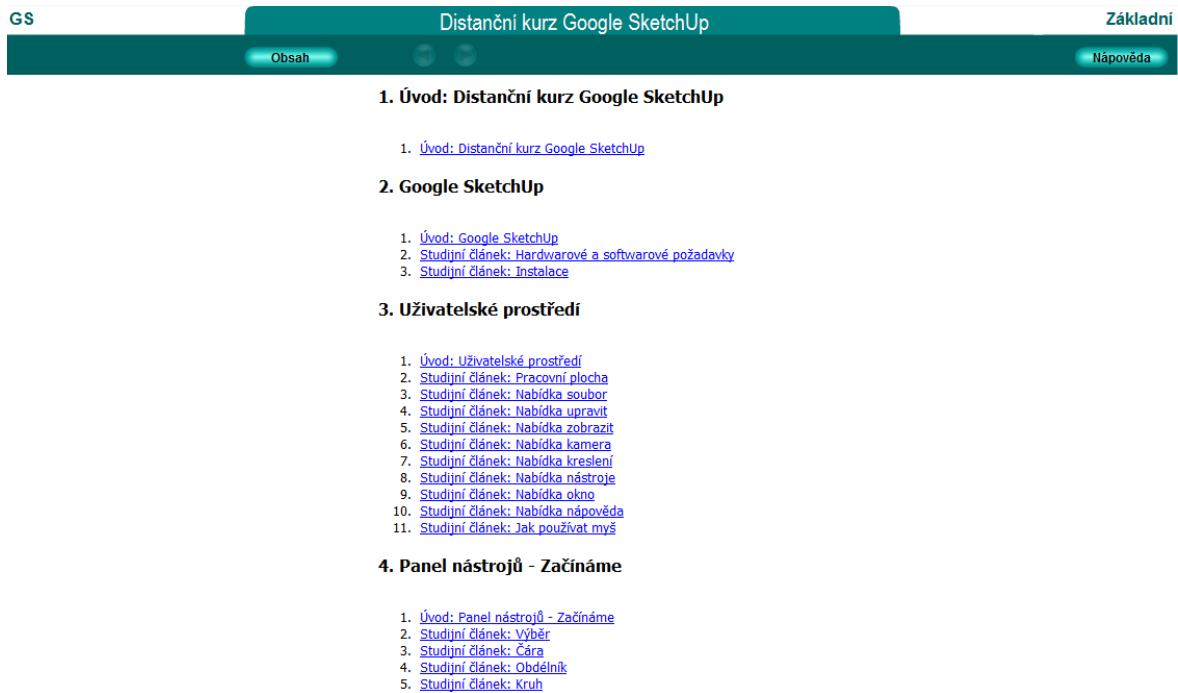 GS
Distanční kurz Google SketchUp
Základní
Obsah
Nápověda
1. Úvod: Distanční kurz Google SketchUp
1. Úvod: Distanční kurz Google SketchUp
2. Google SketchUp
1. Úvod: Google SketchUp
2. Studijní článek: Hardwarové a softwarové požadavky
3. Studijní článek: Instalace
3. Uživatelské prostředí
1. Úvod: Uživatelské prostředí
2. Studijní článek: Pracovní plocha
3. Studijní článek: Nabídka soubor
4. Studijní článek: Nabídka upravit
5. Studijní článek: Nabídka zobrazit
6. Studijní článek: Nabídka kamera
7. Studijní článek: Nabídka kreslení
8. Studijní článek: Nabídka nástroje
9. Studijní článek: Nabídka okno
10. Studijní článek: Nabídka nápověda
11. Studijní článek: Jak používat myš
4. Panel nástrojů - Začínáme
1. Úvod: Panel nástrojů - Začínáme
2. Studijní článek: Výběr
3. Studijní článek: Čára
4. Studijní článek: Obdélník
5. Studijní článek: Kruh